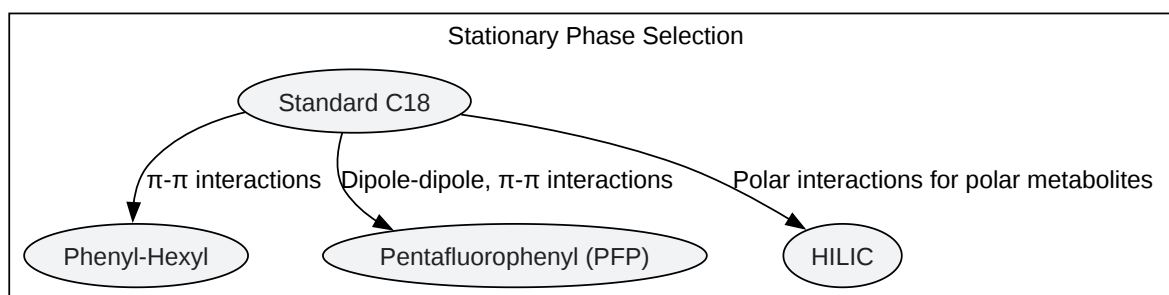 Stationary Phase Selection
Standard C18
π-π interactions
Dipole-dipole, π-π interactions
Polar interactions for polar metabolites
Phenyl-Hexyl
Pentafluorophenyl (PFP)
HILIC